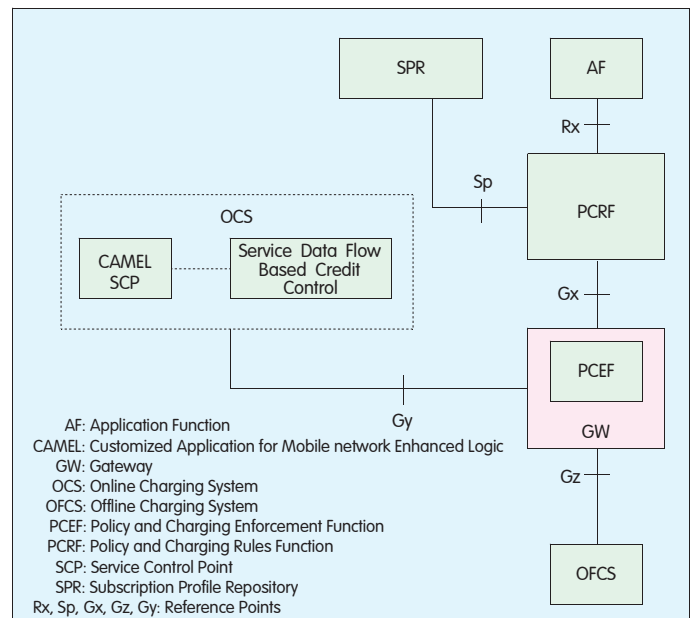 SPR
AF
Rx
Sp
PCRF
OCS
CAMEL
SCP
Service Data Flow
Based Credit
Control
Gx
PCEF
GW
Gy
Gz
OFCS
AF: Application Function
CAMEL: Customized Application for Mobile network Enhanced Logic
GW: Gateway
OCS: Online Charging System
OFCS: Offline Charging System
PCEF: Policy and Charging Enforcement Function
PCRF: Policy and Charging Rules Function
SCP: Service Control Point
SPR: Subscription Profile Repository
Rx, Sp, Gx, Gz, Gy: Reference Points